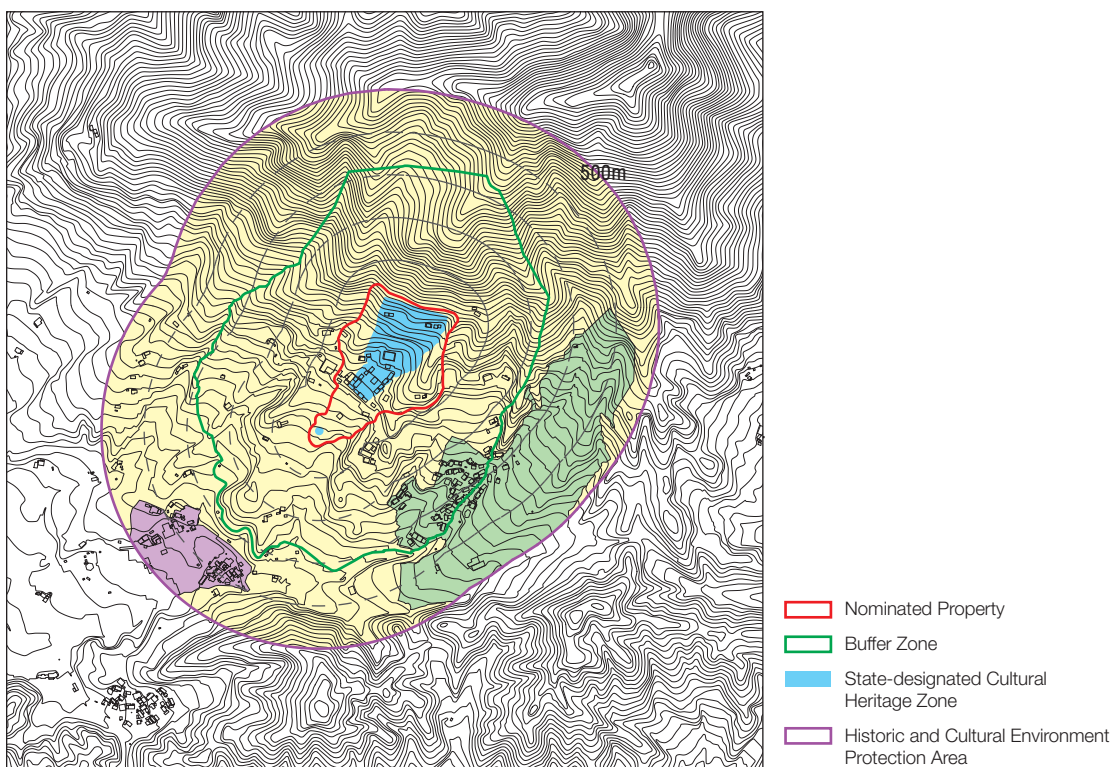 500m
Nominated Property
Buffer Zone
State-designated Cultural
Heritage Zone
Historic and Cultural Environment
Protection Area